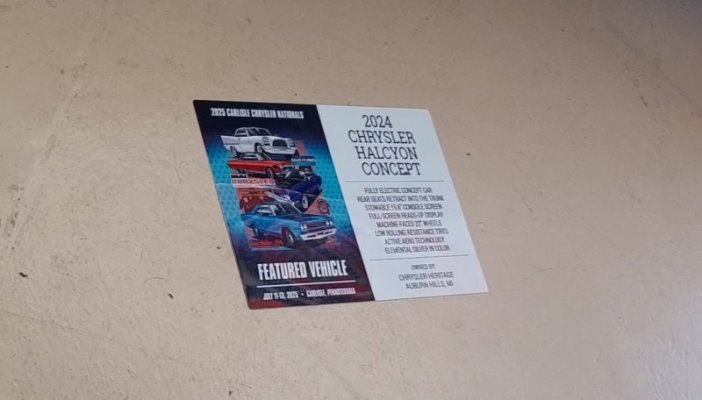 2025 CARLISLE CHRYSLER NATIONALS
FEATURED VEHICLE
JULY 11-13, 2025 • CARLISLE, PENNSYLVANIA
2024
CHRYSLER
HALCYON
CONCEPT
FULLY ELECTRIC CONCEPT CAR
REAR SEATS RETRACT INTO THE TRUNK
STOWABLE 15.6" CONSOLE SCREEN
FULL-SCREEN HEADS-UP DISPLAY
MACHINE-FACED 22" WHEELS
LOW ROLLING RESISTANCE TIRES
ACTIVE AERO TECHNOLOGY
ELEMENTAL SILVER IN COLOR
OWNED BY:
CHRYSLER HERITAGE
AUBURN HILLS, MI